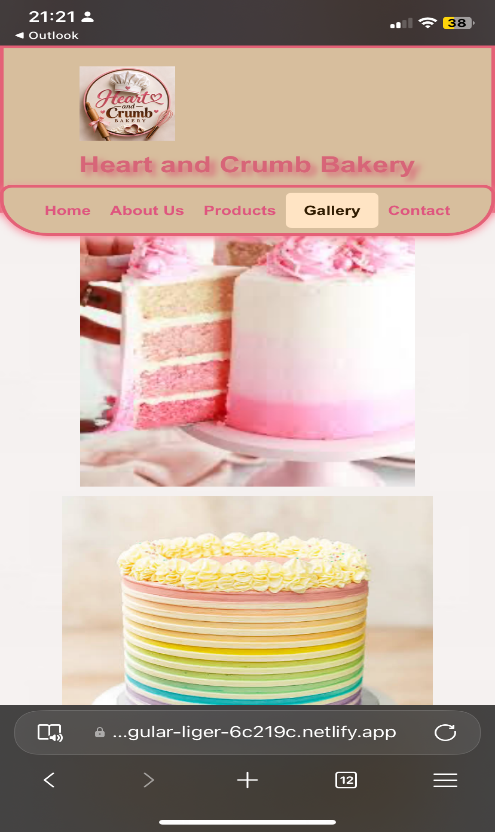 21:21
38
◄ Outlook
Heart
and
Crumb
BAKERY
Heart and Crumb Bakery
Home About Us Products Gallery Contact
...gular-liger-6c219c.netlify.app
12